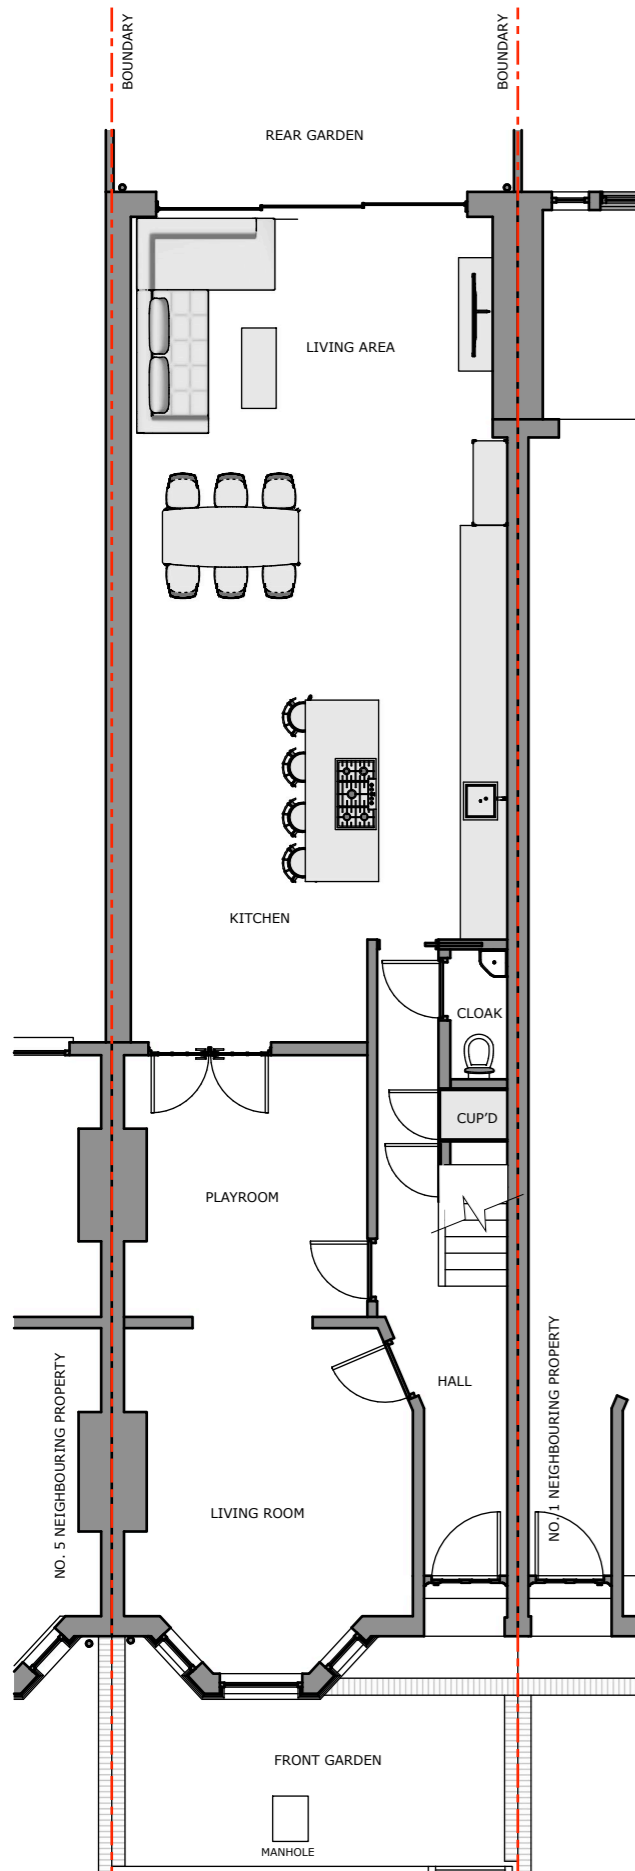 BOUNDARY
BOUNDARY
REAR GARDEN
LIVING AREA
KITCHEN
CLOAK
CUP'D
PLAYROOM
HALL
NO. 5 NEIGHBOURING PROPERTY
NO. 1 NEIGHBOURING PROPERTY
LIVING ROOM
FRONT GARDEN
MANHOLE